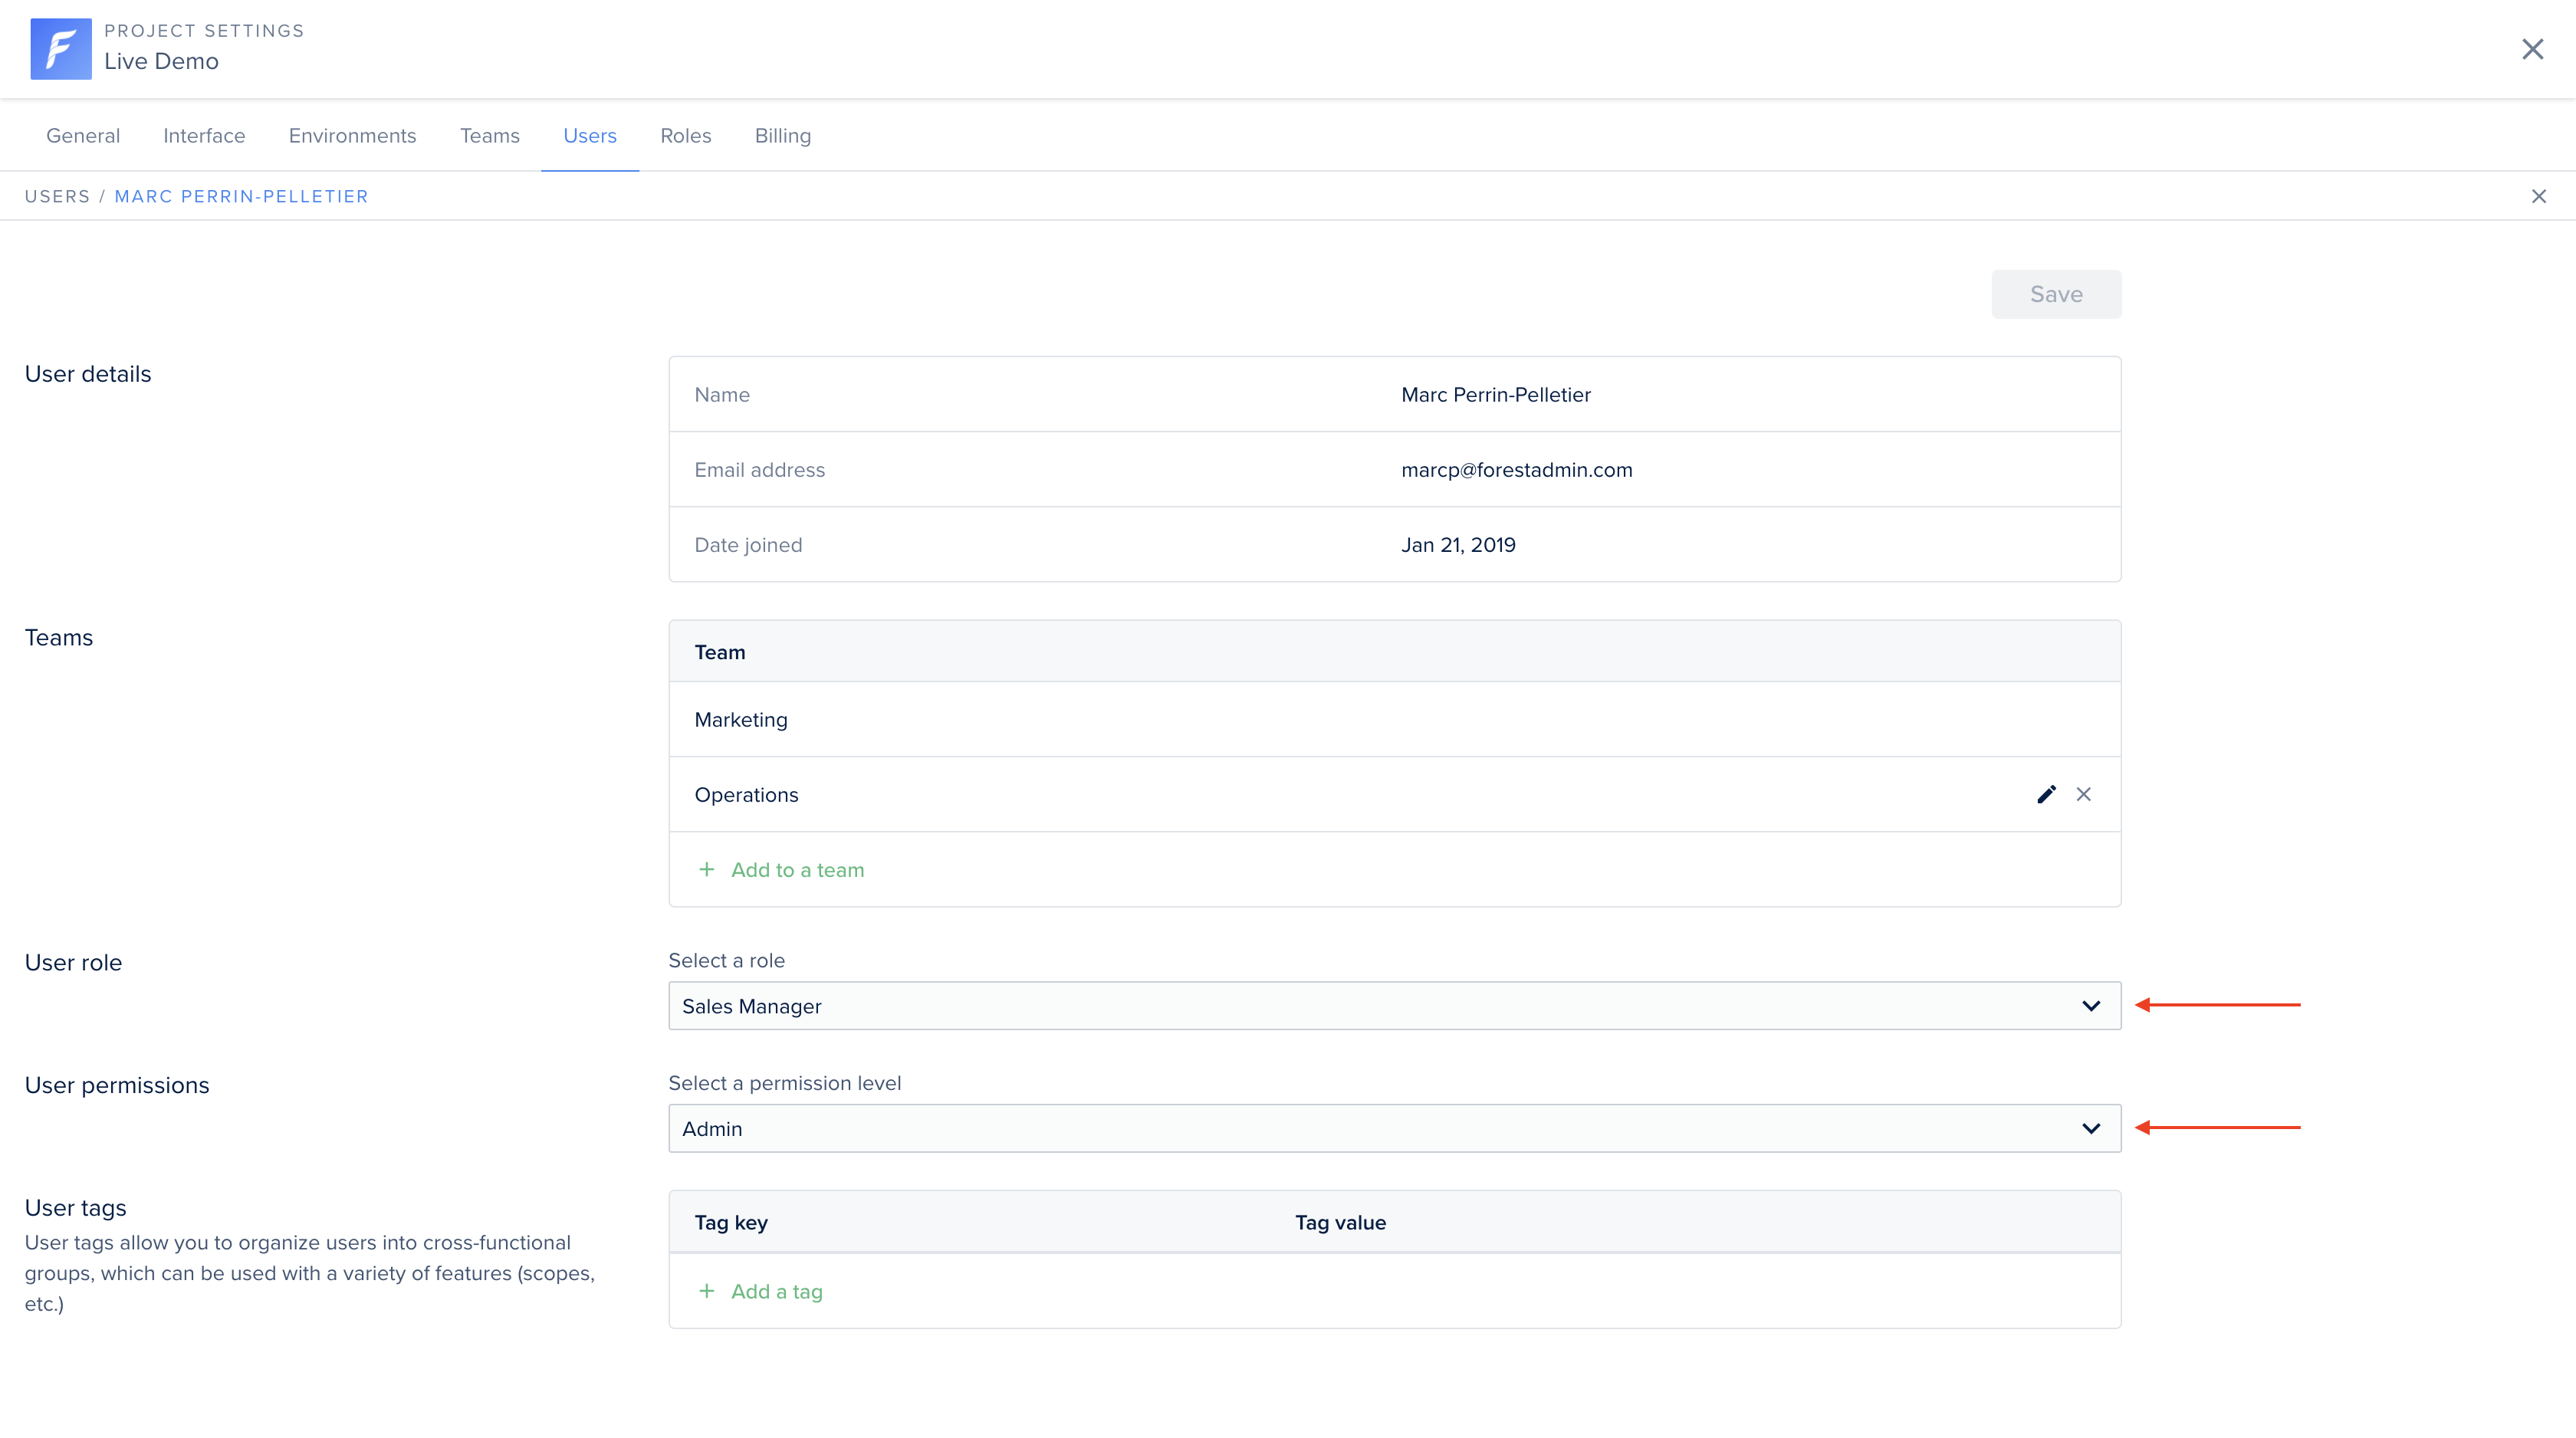 PROJECT SETTINGS
Live Demo
General Interface Environments Teams Users Roles Billing
USERS / MARC PERRIN-PELLETIER
Save
User details
Name Marc Perrin-Pelletier
Email address marcp@forestadmin.com
Date joined Jan 21, 2019
Teams
Team
Marketing
Operations
+ Add to a team
User role
Select a role
Sales Manager
User permissions
Select a permission level
Admin
User tags
User tags allow you to organize users into cross-functional
groups, which can be used with a variety of features (scopes,
etc.)
Tag key Tag value
+ Add a tag